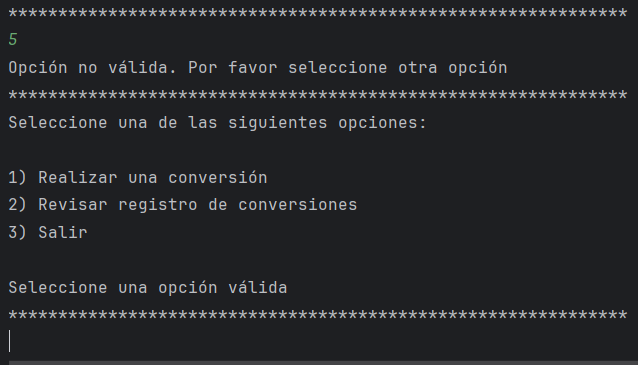 **************************************************************
5
Opción no válida. Por favor seleccione otra opción
**************************************************************
Seleccione una de las siguientes opciones:
1) Realizar una conversión
2) Revisar registro de conversiones
3) Salir
Seleccione una opción válida
**************************************************************